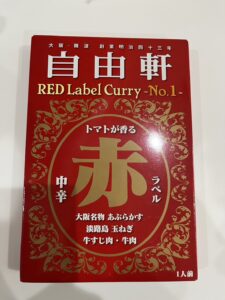 大阪・難波 創業明治四十三年
自由軒
RED Label Curry -No.1-
トマトが香る
赤
中辛
ラベル
大阪名物 あぶらかす
淡路島 玉ねぎ
牛すじ肉・牛肉
1人前